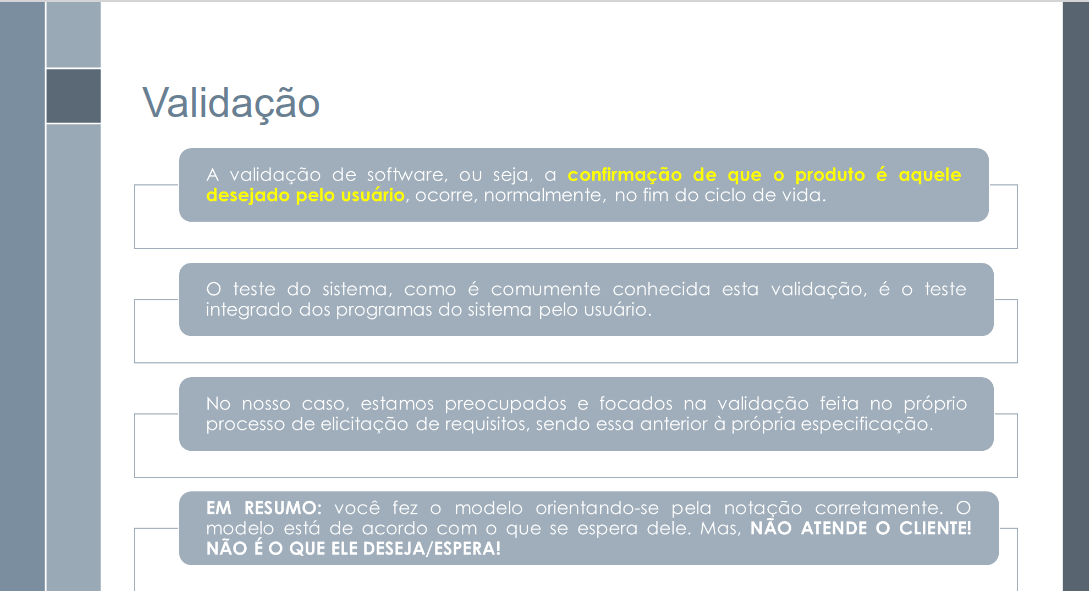 Validação
A validação de software, ou seja, a confirmação de que o produto é aquele
desejado pelo usuário, ocorre, normalmente, no fim do ciclo de vida.
O teste do sistema, como é comumente conhecida esta validação, é o teste
integrado dos programas do sistema pelo usuário.
No nosso caso, estamos preocupados e focados na validação feita no próprio
processo de elicitação de requisitos, sendo essa anterior à própria especificação.
EM RESUMO: você fez o modelo orientando-se pela notação corretamente. O
modelo está de acordo com o que se espera dele. Mas, NÃO ATENDE O CLIENTE!
NÃO É O QUE ELE DESEJA/ESPERA!